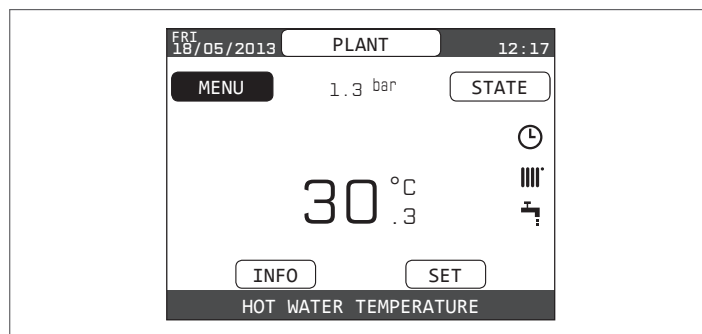 FRI
18/05/2013 PLANT 12:17
MENU 1.3 bar STATE
30.3 °C
INFO SET
HOT WATER TEMPERATURE